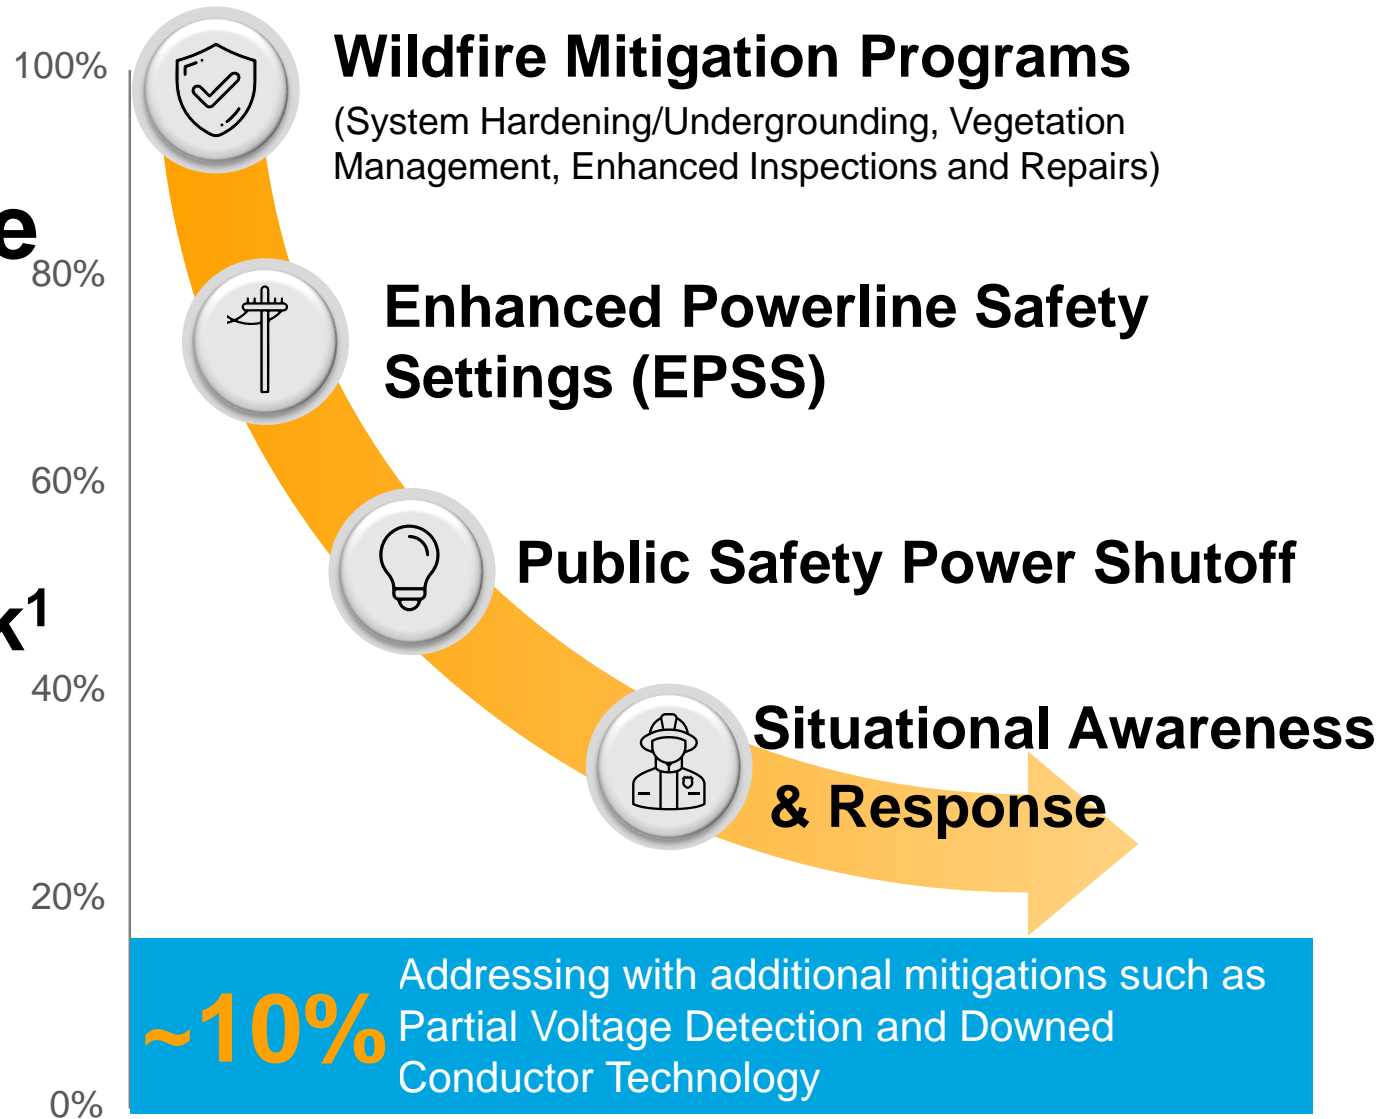 100%
Wildfire Mitigation Programs
(System Hardening/Undergrounding, Vegetation
Management, Enhanced Inspections and Repairs)
80%
Enhanced Powerline Safety
Settings (EPSS)
60%
Public Safety Power Shutoff
40%
Situational Awareness
& Response
20%
~10%
Addressing with additional mitigations such as
Partial Voltage Detection and Downed
Conductor Technology
0%